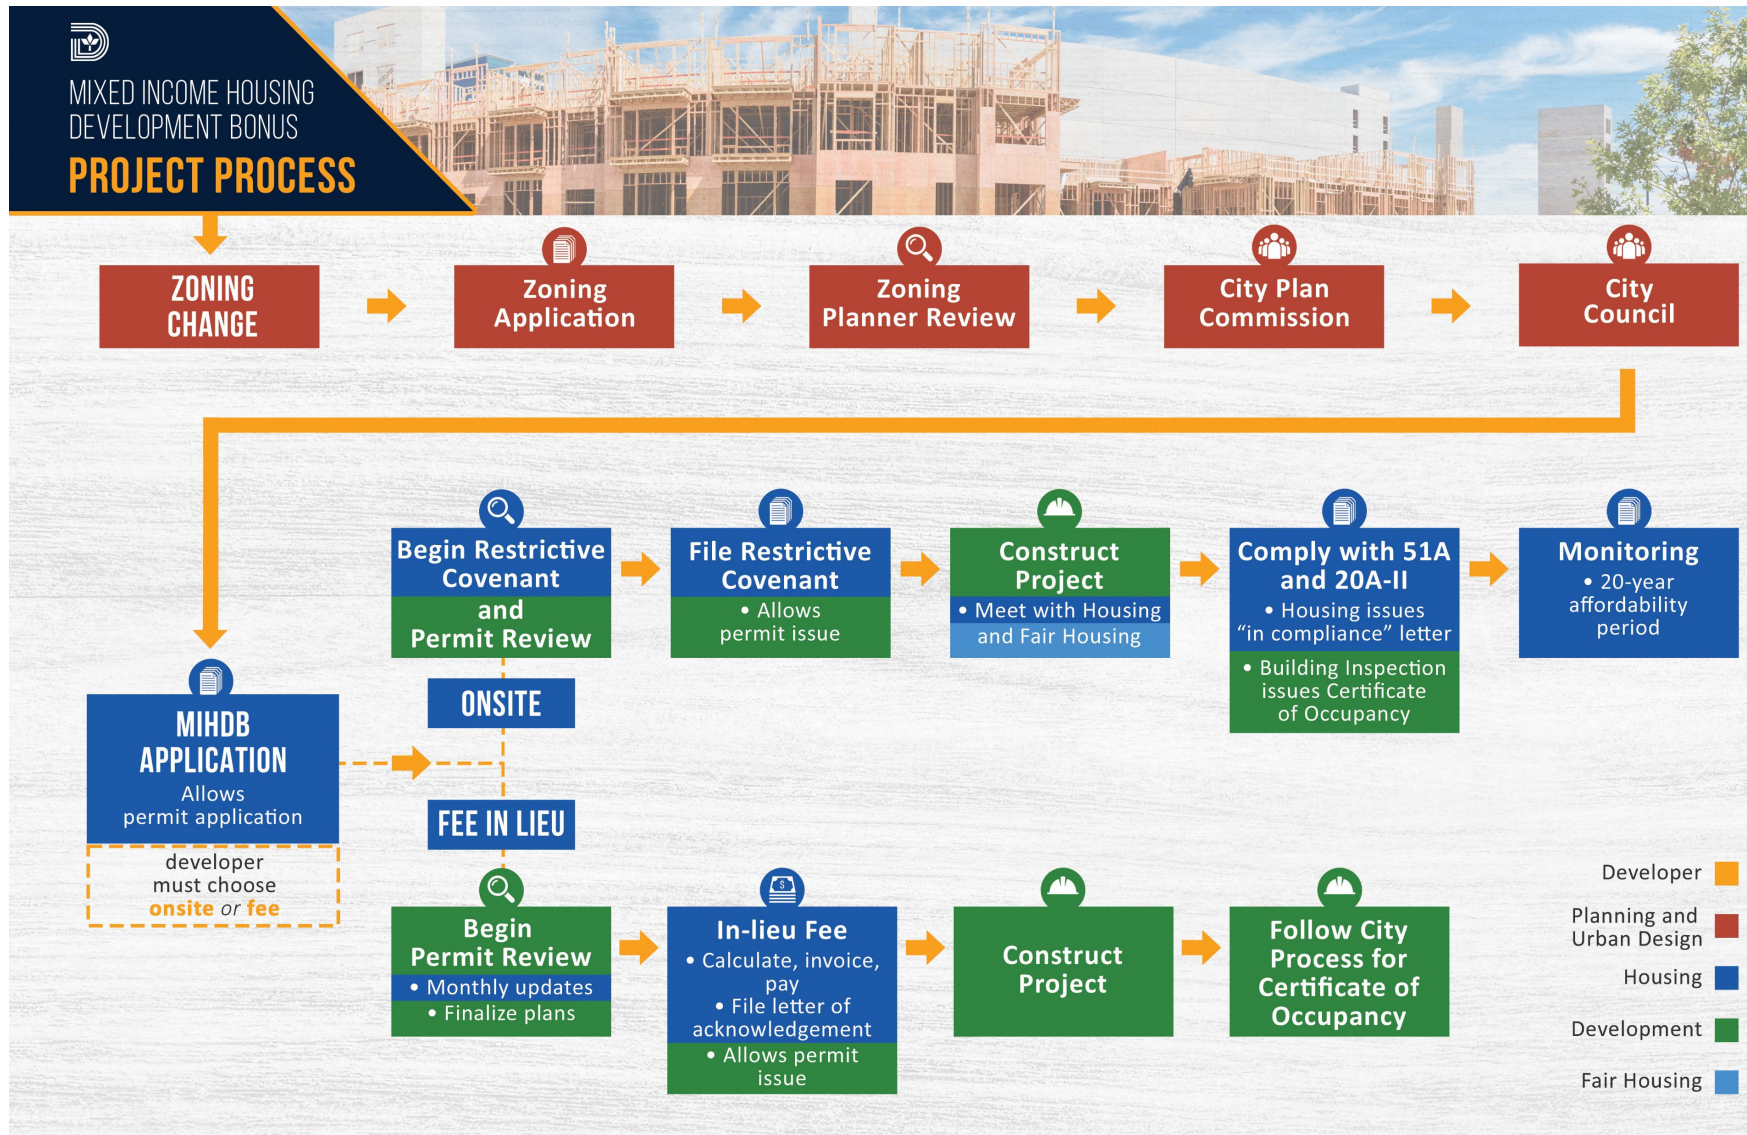 MIXED INCOME HOUSING
DEVELOPMENT BONUS
PROJECT PROCESS
ZONING
CHANGE
Zoning
Application
Zoning
Planner Review
City Plan
Commission
City
Council
Begin Restrictive
Covenant
and
Permit Review
File Restrictive
Covenant
• Allows
permit issue
Construct
Project
• Meet with Housing
and Fair Housing
Comply with 51A
and 20A-II
• Housing issues
“in compliance” letter
• Building Inspection
issues Certificate
of Occupancy
Monitoring
• 20-year
affordability
period
MIHDB
APPLICATION
Allows
permit application
developer
must choose
onsite or fee
ONSITE
FEE IN LIEU
Begin
Permit Review
• Monthly updates
• Finalize plans
In-lieu Fee
• Calculate, invoice,
pay
• File letter of
acknowledgement
• Allows permit
issue
Construct
Project
Follow City
Process for
Certificate of
Occupancy
Developer
Planning and
Urban Design
Housing
Development
Fair Housing